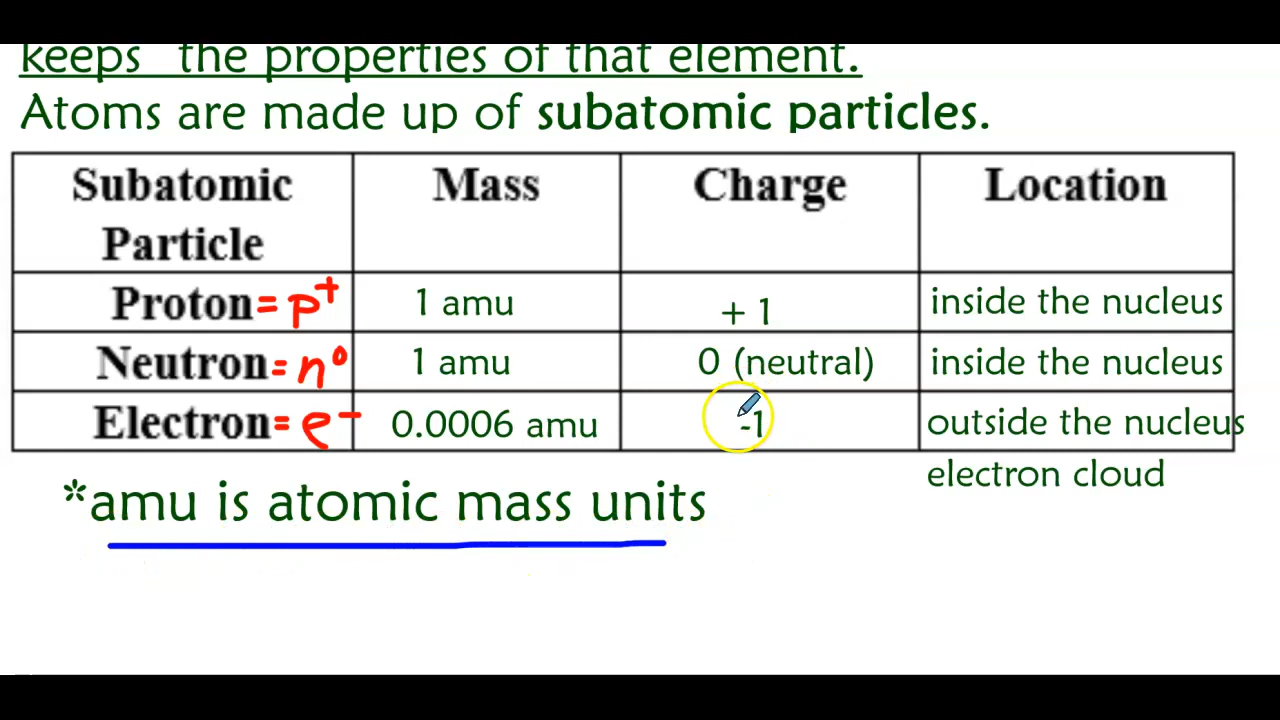 keeps the properties of that element.
Atoms are made up of subatomic particles.
Subatomic Particle Mass Charge Location
Proton = p+ 1 amu + 1 inside the nucleus
Neutron = n0 1 amu 0 (neutral) inside the nucleus
Electron = e− 0.0006 amu -1 outside the nucleus
electron cloud
*amu is atomic mass units